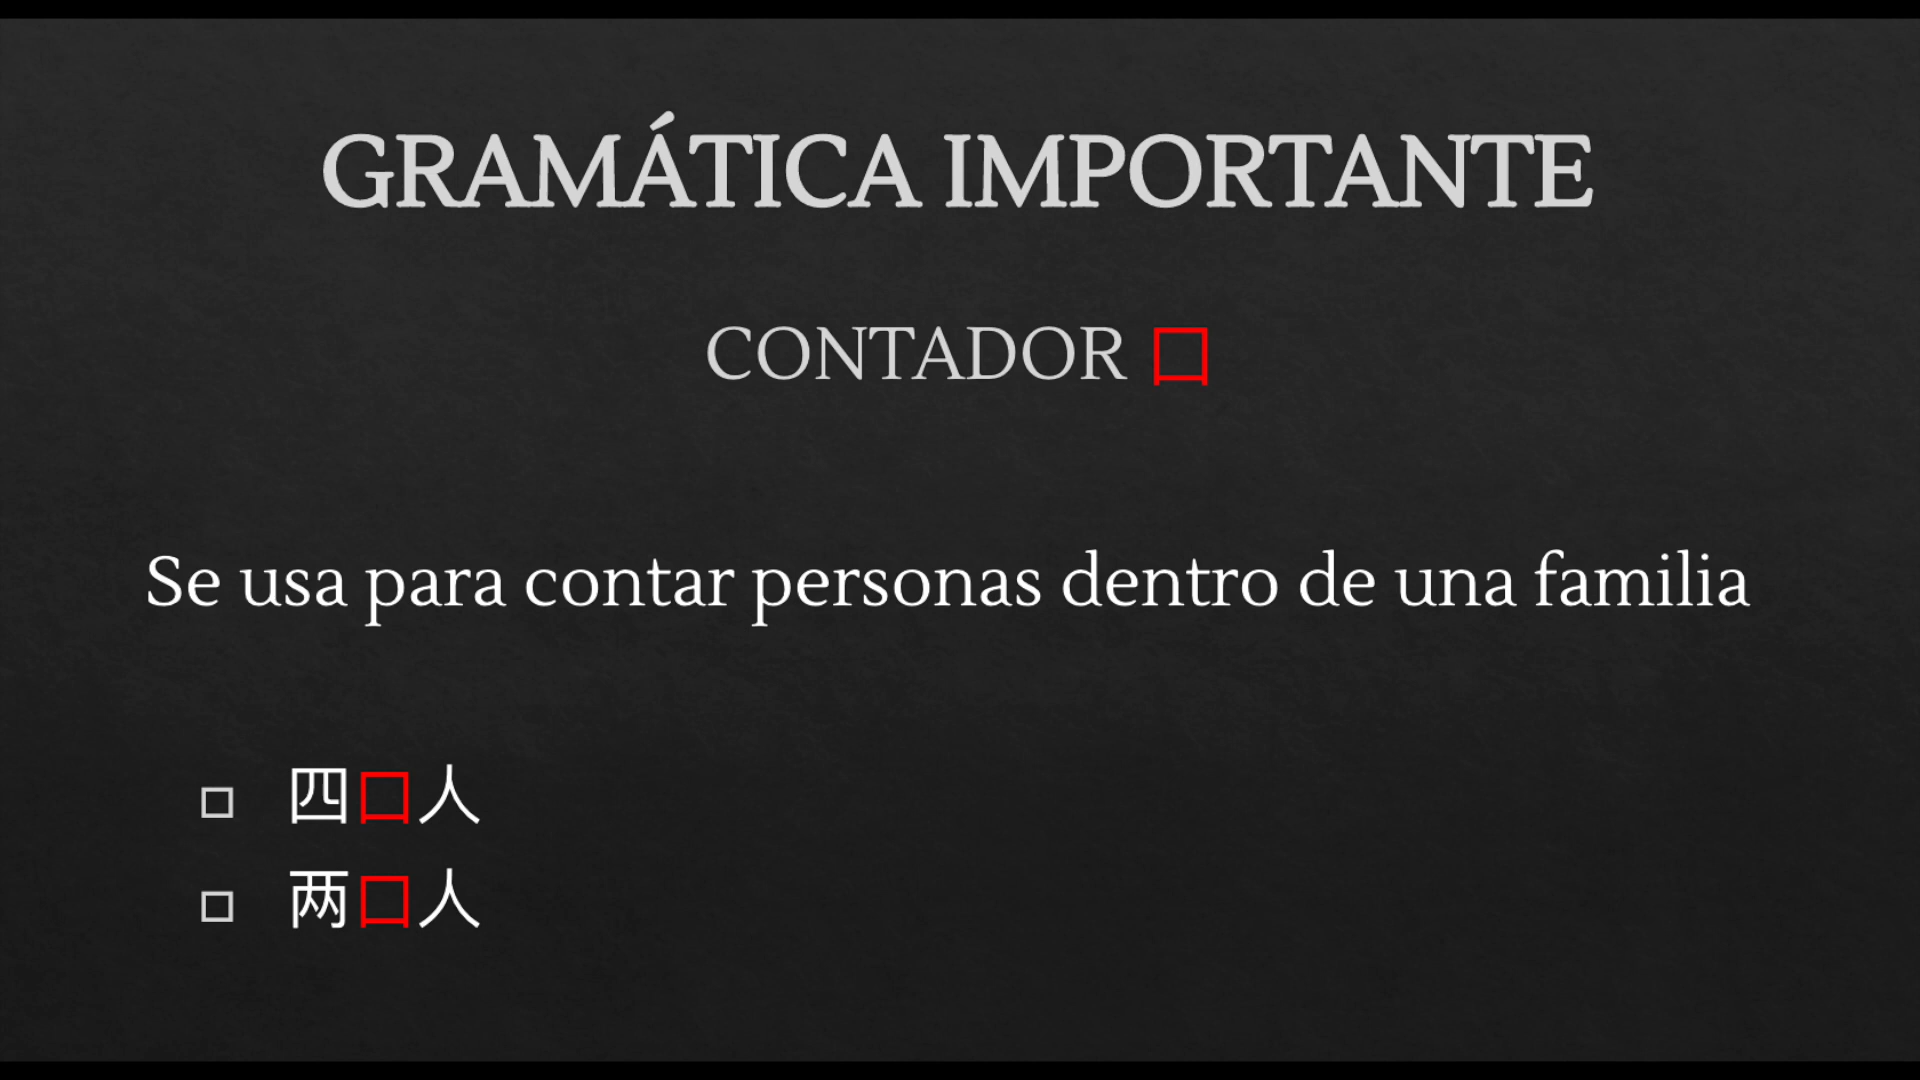 GRAMÁTICA IMPORTANTE
CONTADOR 口
Se usa para contar personas dentro de una familia
四口人
两口人